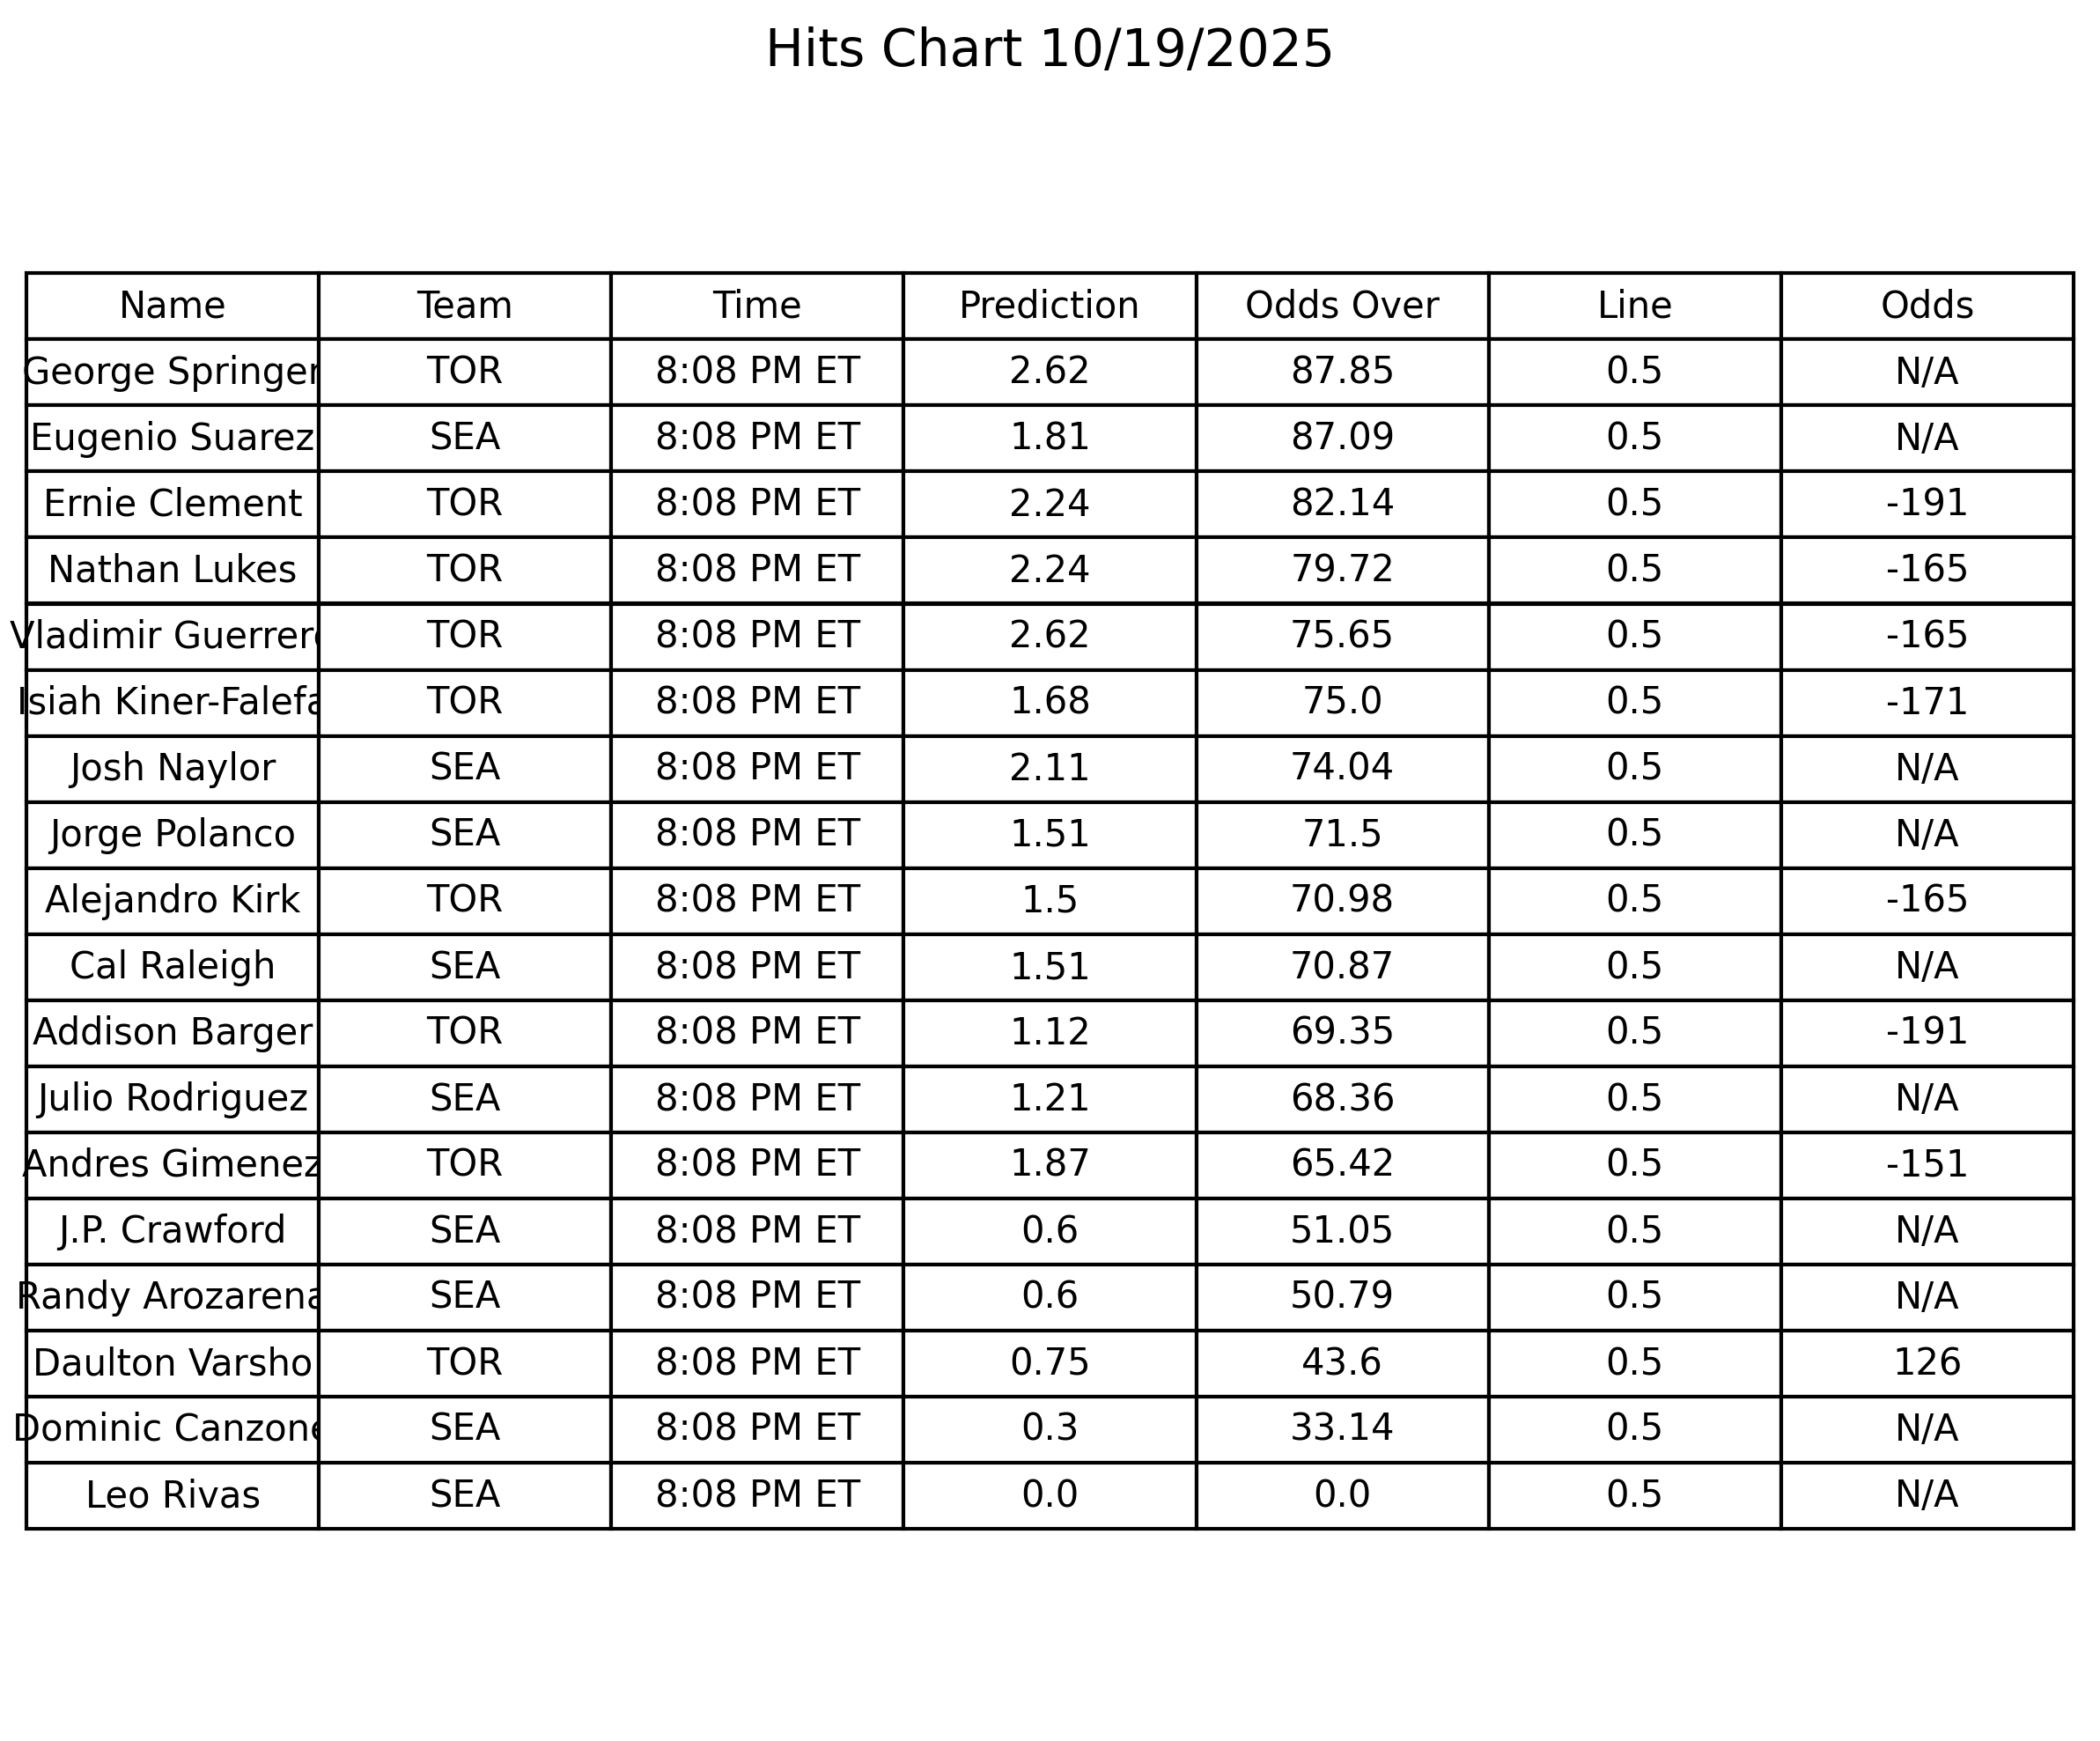 Hits Chart 10/19/2025
Name Team Time Prediction Odds Over Line Odds
George Springer TOR 8:08 PM ET 2.62 87.85 0.5 N/A
Eugenio Suarez SEA 8:08 PM ET 1.81 87.09 0.5 N/A
Ernie Clement TOR 8:08 PM ET 2.24 82.14 0.5 -191
Nathan Lukes TOR 8:08 PM ET 2.24 79.72 0.5 -165
Vladimir Guerrero TOR 8:08 PM ET 2.62 75.65 0.5 -165
Isiah Kiner-Falefa TOR 8:08 PM ET 1.68 75.0 0.5 -171
Josh Naylor SEA 8:08 PM ET 2.11 74.04 0.5 N/A
Jorge Polanco SEA 8:08 PM ET 1.51 71.5 0.5 N/A
Alejandro Kirk TOR 8:08 PM ET 1.5 70.98 0.5 -165
Cal Raleigh SEA 8:08 PM ET 1.51 70.87 0.5 N/A
Addison Barger TOR 8:08 PM ET 1.12 69.35 0.5 -191
Julio Rodriguez SEA 8:08 PM ET 1.21 68.36 0.5 N/A
Andres Gimenez TOR 8:08 PM ET 1.87 65.42 0.5 -151
J.P. Crawford SEA 8:08 PM ET 0.6 51.05 0.5 N/A
Randy Arozarena SEA 8:08 PM ET 0.6 50.79 0.5 N/A
Daulton Varsho TOR 8:08 PM ET 0.75 43.6 0.5 126
Dominic Canzone SEA 8:08 PM ET 0.3 33.14 0.5 N/A
Leo Rivas SEA 8:08 PM ET 0.0 0.0 0.5 N/A